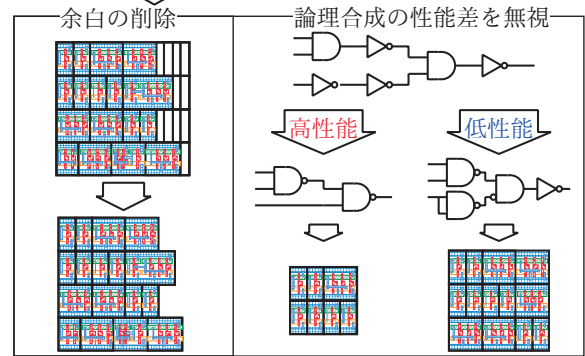 余白の削除
論理合成の性能差を無視
高性能
低性能